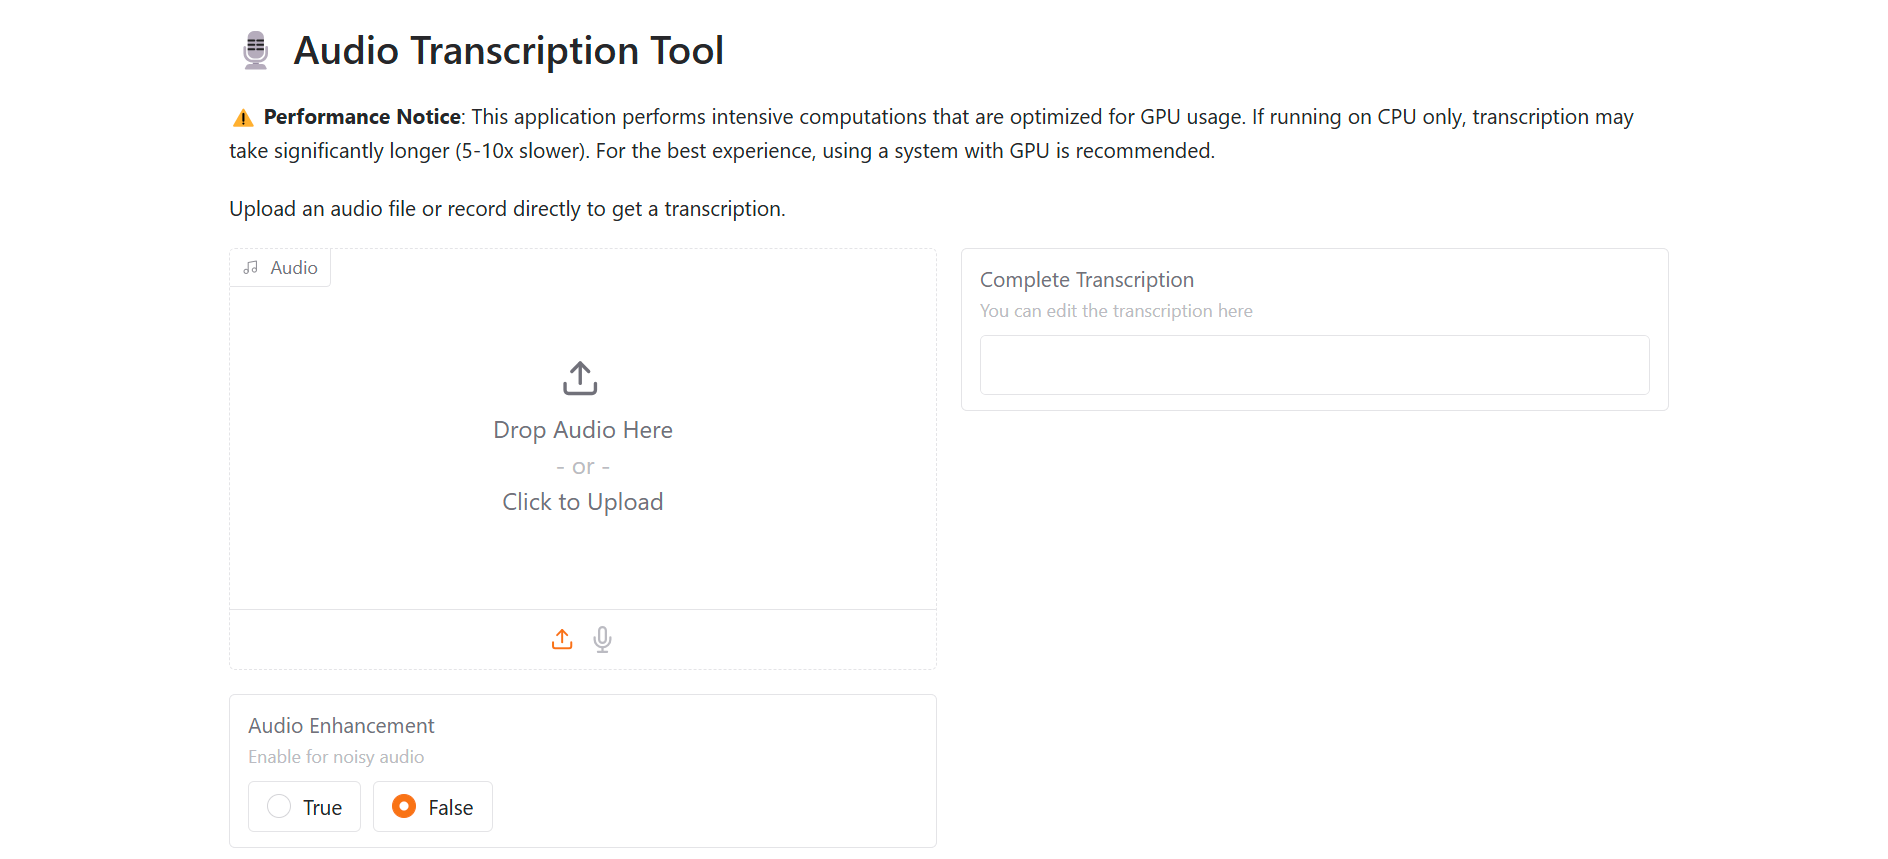 Audio Transcription Tool
Performance Notice: This application performs intensive computations that are optimized for GPU usage. If running on CPU only, transcription may
take significantly longer (5-10x slower). For the best experience, using a system with GPU is recommended.
Upload an audio file or record directly to get a transcription.
Audio
Drop Audio Here
- or -
Click to Upload
Complete Transcription
You can edit the transcription here
Audio Enhancement
Enable for noisy audio
True
False